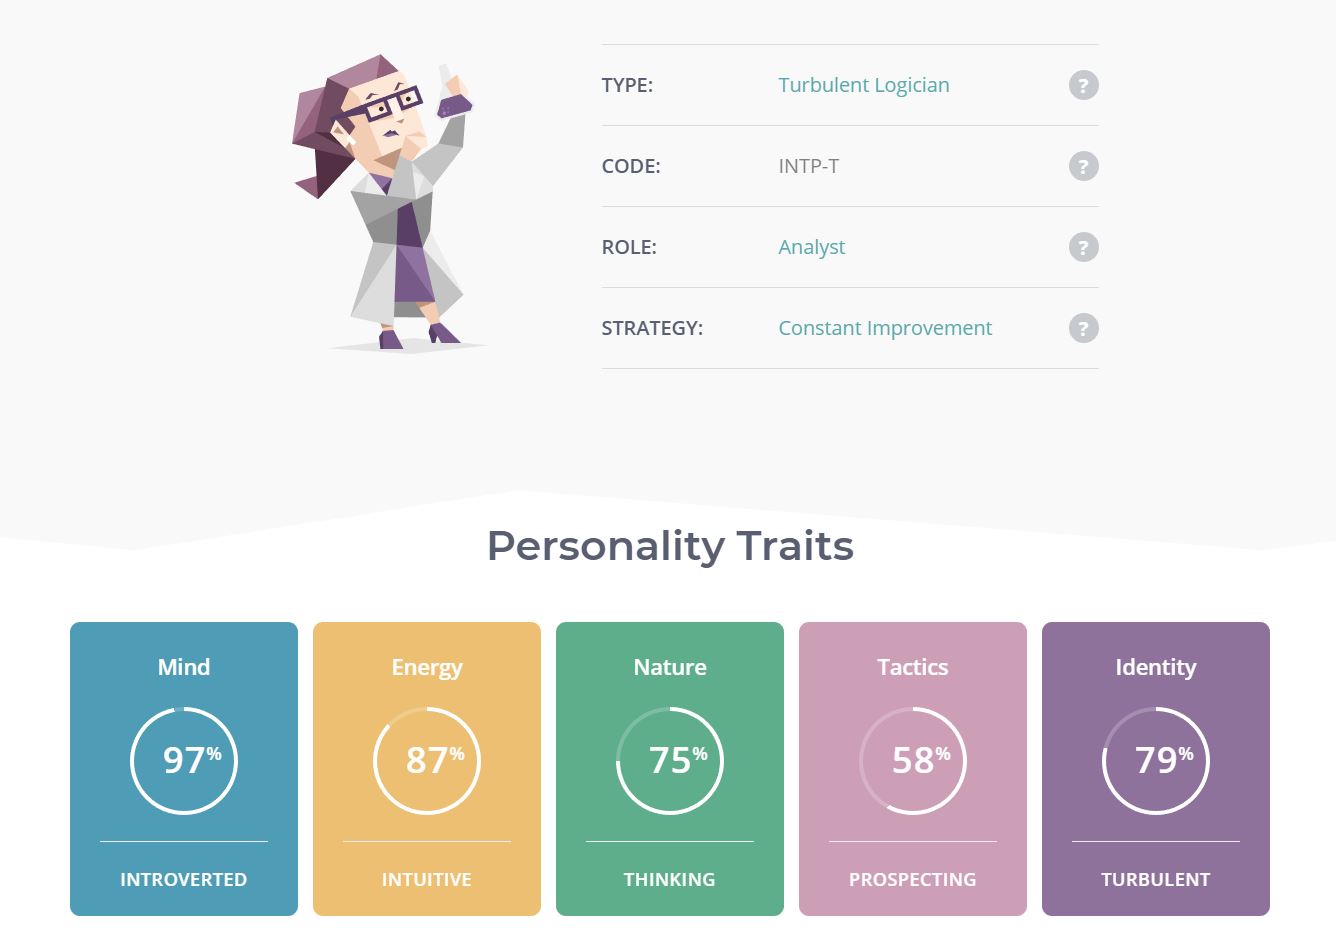 TYPE: Turbulent Logician ?
CODE: INTP-T ?
ROLE: Analyst ?
STRATEGY: Constant Improvement ?
Personality Traits
Mind
97%
INTROVERTED
Energy
87%
INTUITIVE
Nature
75%
THINKING
Tactics
58%
PROSPECTING
Identity
79%
TURBULENT